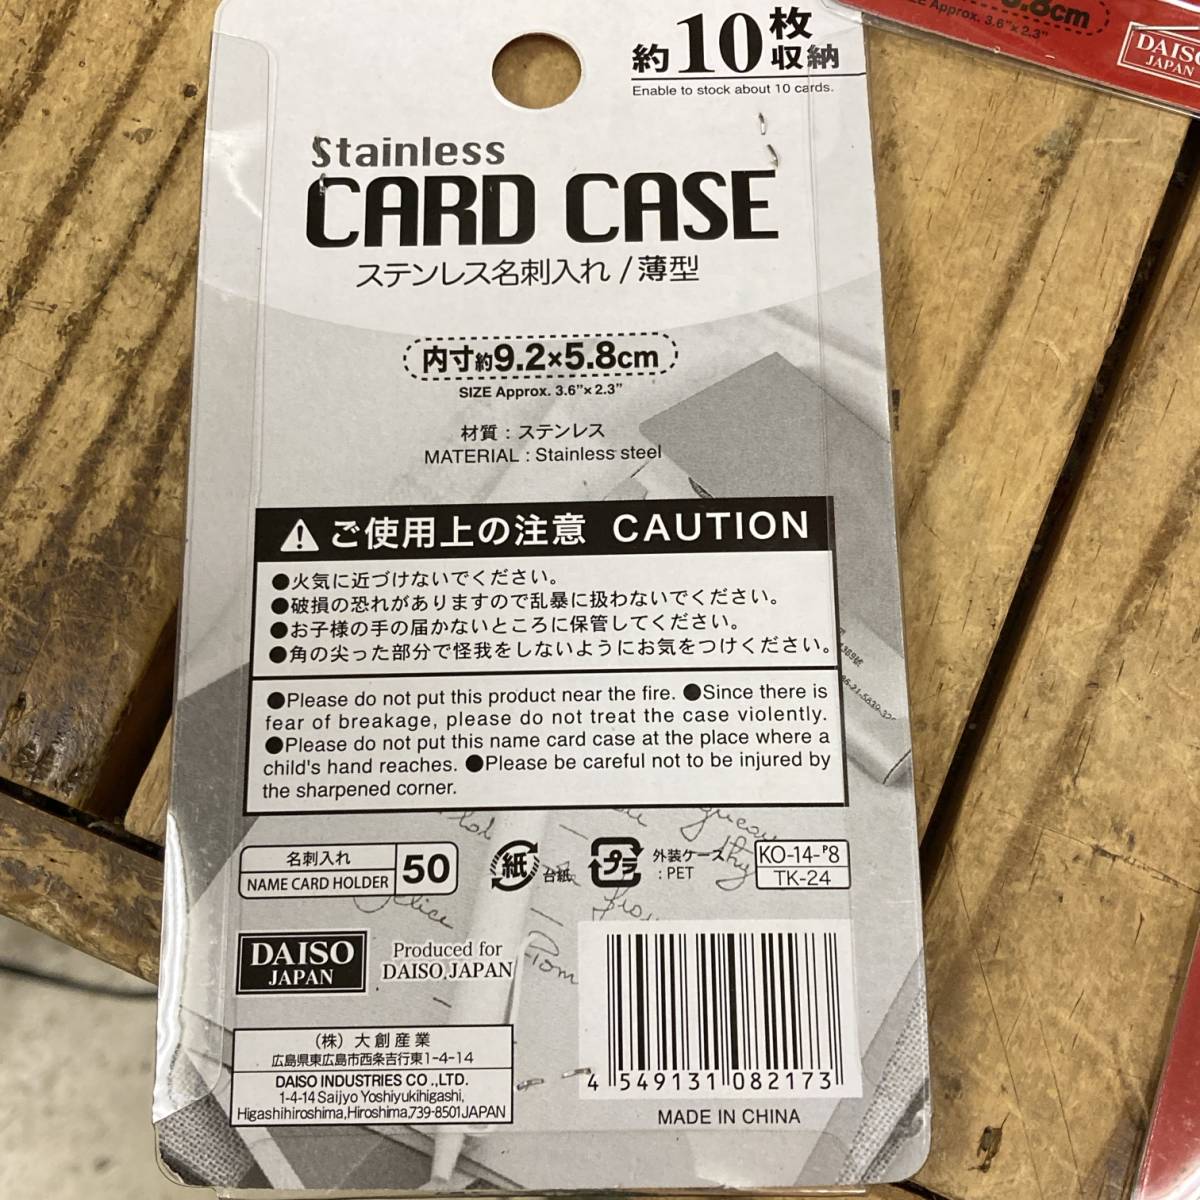 約10枚収納
Enable to stock about 10 cards.
Stainless
CARD CASE
ステンレス名刺入れ/薄型
内寸約9.2×5.8cm
SIZE Approx. 3.6"×2.3"
材質:ステンレス
MATERIAL : Stainless steel
ご使用上の注意 CAUTION
●火気に近づけないでください。
●破損の恐れがありますので乱暴に扱わないでください。
●お子様の手の届かないところに保管してください。
●角の尖った部分で怪我をしないようにお気をつけください。
●Please do not put this product near the fire. ●Since there is
fear of breakage, please do not treat the case violently.
●Please do not put this name card case at the place where a
child's hand reaches. ●Please be careful not to be injured by
the sharpened corner.
名刺入れ
NAME CARD HOLDER 50
紙 台紙
プラ 外装ケース
:PET
KO-14-P8
TK-24
DAISO
JAPAN
Produced for
DAISO,JAPAN
(株)大創産業
広島県東広島市西条吉行東1-4-14
DAISO INDUSTRIES CO.,LTD.
1-4-14 Saijyo Yoshiyukihigashi,
Higashihiroshima,Hiroshima,739-8501JAPAN
4 549131 082173
MADE IN CHINA
5.8cm
SIZE Approx. 3.6"×2.3"
DAISO
JAPAN